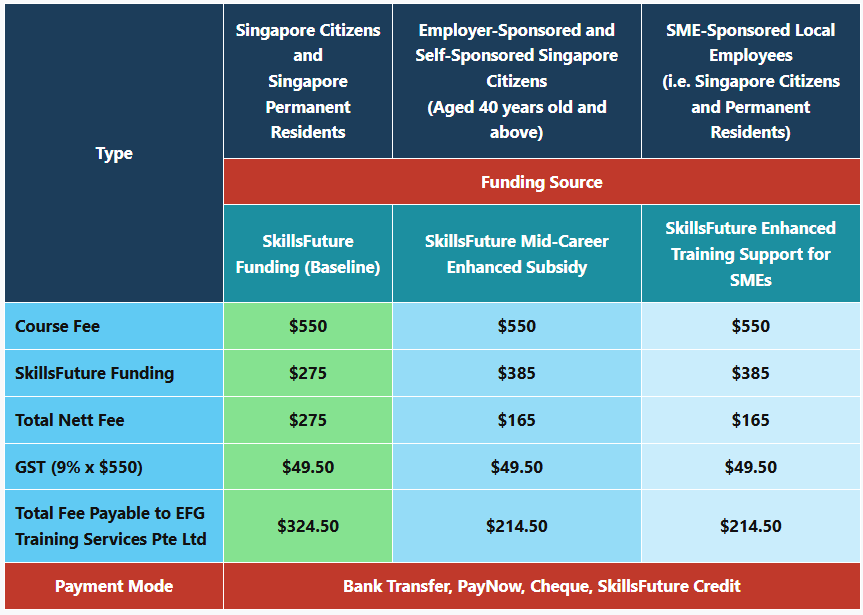 Type
Singapore Citizens
and
Singapore
Permanent
Residents
Employer-Sponsored and
Self-Sponsored Singapore
Citizens
(Aged 40 years old and
above)
SME-Sponsored Local
Employees
(i.e. Singapore Citizens
and Permanent
Residents)
Funding Source
SkillsFuture
Funding (Baseline)
SkillsFuture Mid-Career
Enhanced Subsidy
SkillsFuture Enhanced
Training Support for
SMEs
Course Fee $550 $550 $550
SkillsFuture Funding $275 $385 $385
Total Nett Fee $275 $165 $165
GST (9% x $550) $49.50 $49.50 $49.50
Total Fee Payable to EFG
Training Services Pte Ltd
$324.50 $214.50 $214.50
Payment Mode Bank Transfer, PayNow, Cheque, SkillsFuture Credit